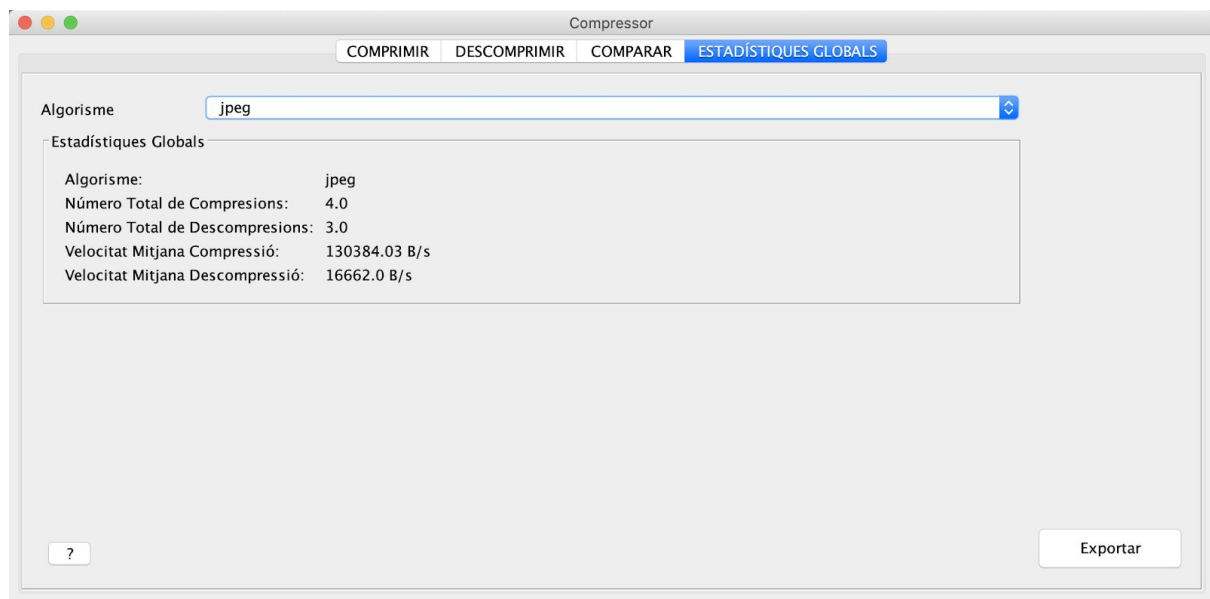 Compressor
COMPRIMIR DESCOMPRIMIR COMPARAR ESTADÍSTIQUES GLOBALS
Algorisme jpeg
Estadístiques Globals
Algorisme: jpeg
Número Total de Compresions: 4.0
Número Total de Descompresions: 3.0
Velocitat Mitjana Compressió: 130384.03 B/s
Velocitat Mitjana Descompressió: 16662.0 B/s
? Exportar